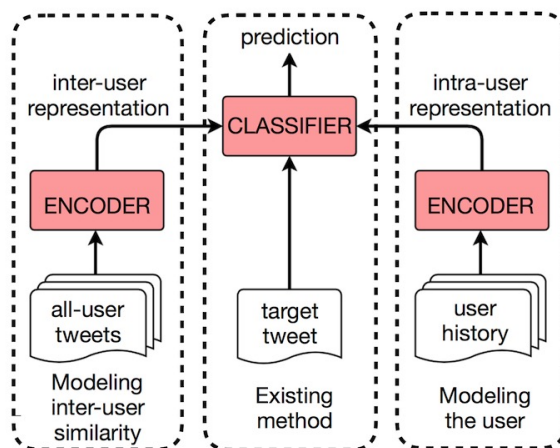 prediction
inter-user
representation
CLASSIFIER
intra-user
representation
ENCODER
ENCODER
all-user
tweets
target
tweet
user
history
Modeling
inter-user
similarity
Existing
method
Modeling
the user